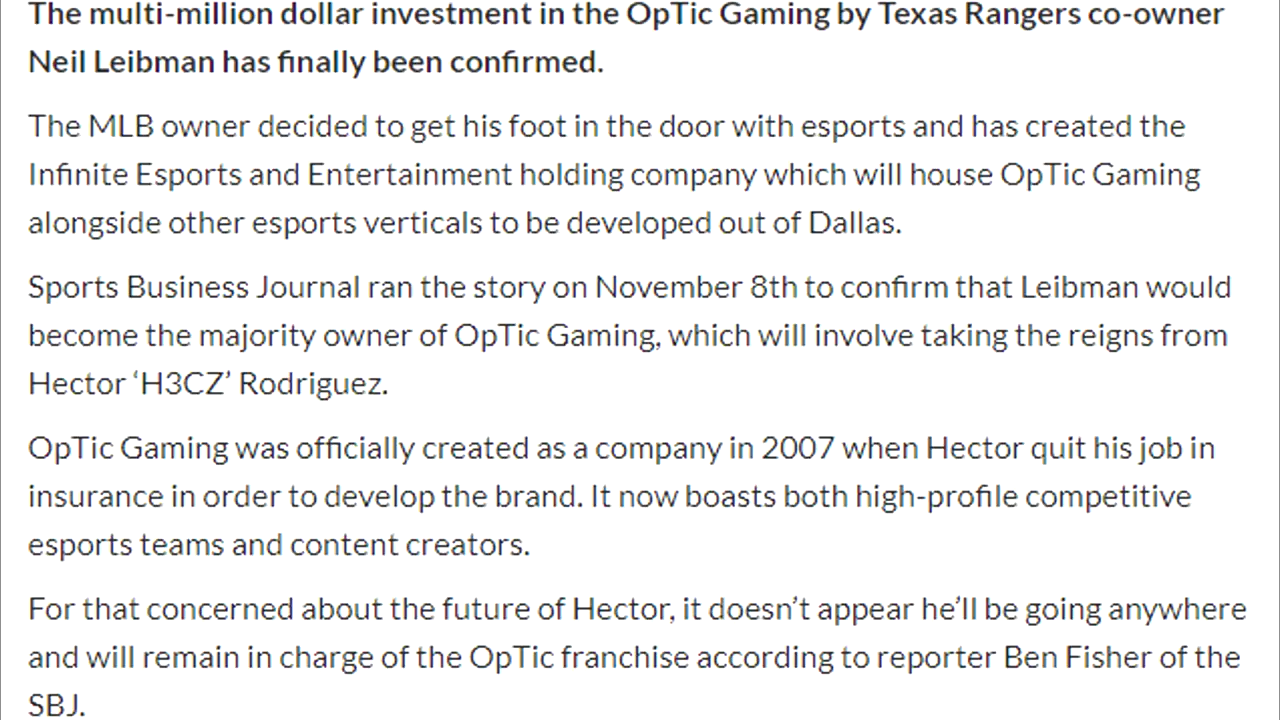 The multi-million dollar investment in the OpTic Gaming by Texas Rangers co-owner
Neil Leibman has finally been confirmed.
The MLB owner decided to get his foot in the door with esports and has created the
Infinite Esports and Entertainment holding company which will house OpTic Gaming
alongside other esports verticals to be developed out of Dallas.
Sports Business Journal ran the story on November 8th to confirm that Leibman would
become the majority owner of OpTic Gaming, which will involve taking the reigns from
Hector ‘H3CZ’ Rodriguez.
OpTic Gaming was officially created as a company in 2007 when Hector quit his job in
insurance in order to develop the brand. It now boasts both high-profile competitive
esports teams and content creators.
For that concerned about the future of Hector, it doesn’t appear he’ll be going anywhere
and will remain in charge of the OpTic franchise according to reporter Ben Fisher of the
SBJ.